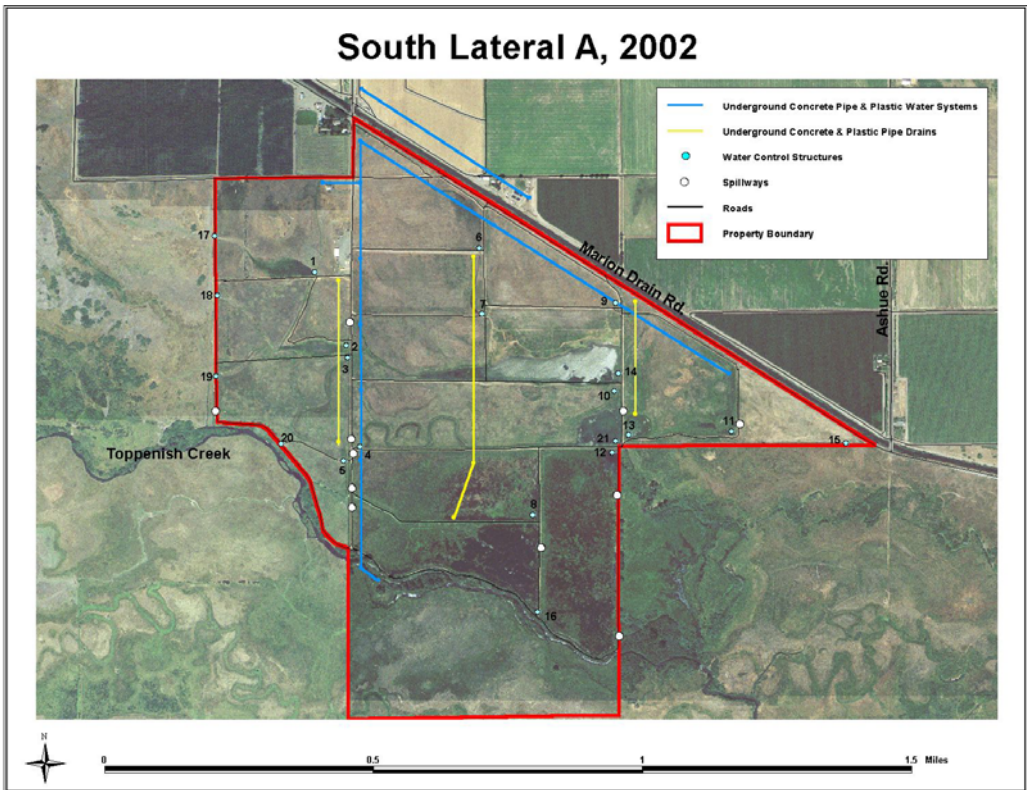 South Lateral A, 2002
Underground Concrete Pipe & Plastic Water Systems
Underground Concrete & Plastic Pipe Drains
Water Control Structures
Spillways
Roads
Property Boundary
17
1
6
Marion Drain Rd.
Ashue Rd.
18
7
9
2
3
19
14
10
20
Toppenish Creek
4
5
13
21
12
11
15
8
16
N
0
0.5
1
1.5 Miles